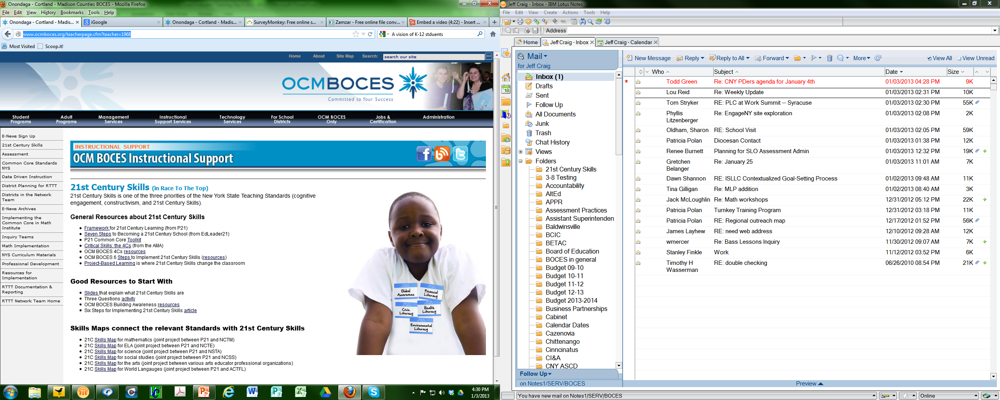 Onondaga - Cortland - Madison Counties BOCES - Mozilla Firefox
File Edit View History Bookmarks Tools Help
Onondaga - Cortland - Madis...
iGoogle
Onondaga - Cortland - Madis...
SurveyMonkey: Free online s...
Zamzar - Free online file conv...
Embed a video (4:22) - Insert ...
www.ocmboces.org/teacherpage.cfm?teacher=1968
A vision of K-12 stduents
Most Visited Scoop.it!
Home About Site Map Search: search our site GO
OCMBOCES
Committed to Your Success
Student Programs
Adult Programs
Management Services
Instructional Support Services
Technology Services
For School Districts
OCM BOCES Only
Jobs & Certification
Administration
E-News Sign Up
21st Century Skills
Assessment
Common Core Standards
NYS
Data Driven Instruction
District Planning for RTTT
Districts in the Network
Team
E-News Archives
Implementing the
Common Core in Math
Institute
Inquiry Teams
Math Implementation
NYS Curriculum Materials
Professional Development
Resources for
Implementation
RTTT Documentation &
Reporting
RTTT Network Team Home
INSTRUCTIONAL SUPPORT
OCM BOCES Instructional Support
21st Century Skills (in Race To The Top)
21st Century Skills is one of the three priorities of the New York State Teaching Standards (cognitive
engagement, constructivism, and 21st Century Skills).
General Resources about 21st Century Skills
Framework for 21st Century Learning (from P21)
Seven Steps to Becoming a 21st Century School (from EdLeader21)
P21 Common Core Toolkit
Critical Skills: the 4Cs (from the AMA)
OCM BOCES 4Cs resources
OCM BOCES 6 Steps to Implement 21st Century Skills (resources)
Project-Based Learning is where 21st Century Skills change the classroom
Good Resources to Start With
Slides that explain what 21st Century Skills are
Three Questions activity
OCM BOCES Building Awareness resources
Six Steps for Implementing 21st Century Skills article
Skills Maps connect the relevant Standards with 21st Century Skills
21C Skills Map for mathematics (joint project between P21 and NCTM)
21C Skills Map for ELA (joint project between P21 and NCTE)
21C Skills Map for science (joint project between P21 and NSTA)
21C Skills Map for social studies (joint project between P21 and NCSS)
21C Skills Map for the arts (joint project between various arts educator professional organizations)
21C Skills Map for World Langauges (joint project between P21 and ACTFL)
HELLO
Global
Awareness
HELLO
Financial
Literacy
HELLO
Civic
Literacy
HELLO
Health
Literacy
HELLO
Environmental
Literacy
4:30 PM
1/3/2013
Jeff Craig - Inbox - IBM Lotus Notes
File Edit View Create Actions Tools Help
Address
Home
Jeff Craig - Inbox
Jeff Craig - Calendar
Mail
for Jeff Craig
New Message Reply Reply to All Forward More View All View Unread
Inbox (1)
Drafts
Sent
Follow Up
All Documents
Junk
Trash
Chat History
Views
Folders
21st Century Skills
3-8 Testing
Accountability
AltEd
APPR
Assessment Practices
Assistant Superintenden
Baldwinsville
BCIC
BETAC
Board of Education
BOCES in general
Budget 09-10
Budget 10-11
Budget 11-12
Budget 12-13
Budget 2013-2014
Business Partnerships
Cabinet
Calendar Dates
Cazenovia
Chittenango
Cinncinatus
CI&A
CNY ASCD
Follow Up
on Notes1/SERV/BOCES
Who Subject Date Size
Todd Green Re: CNY PDers agenda for January 4th 01/03/2013 04:28 PM 9K
Lou Reid Re: Weekly Update 01/03/2013 02:31 PM 10K
Tom Stryker RE: PLC at Work Summit -- Syracuse 01/03/2013 02:30 PM 55K
Phyllis Litzenberger Re: EngageNY site exploration 01/03/2013 02:08 PM 2K
Oldham, Sharon RE: School Visit 01/03/2013 02:05 PM 59K
Patricia Polan Diocesan Contact 01/03/2013 01:38 PM 12K
Renee Burnett Planning for SLO Assessment Admin 01/03/2013 12:32 PM 19K
Gretchen Belanger Re: January 25 01/03/2013 11:01 AM 7K
Dawn Shannon RE: ISLLC Contextualized Goal-Setting Process 01/02/2013 09:48 AM 11K
Tina Gilligan Re: MLP addition 01/02/2013 08:40 AM 3K
Jack McLoughlin Re: Math workshops 12/31/2012 05:12 PM 22K
Patricia Polan Turnkey Training Program 12/31/2012 03:18 PM 11K
Patricia Polan RE: Regional outreach map 12/17/2012 01:52 PM 56K
James Layhew RE: need web address 12/10/2012 09:28 AM 12K
wmercer Re: Bass Lessons Inquiry 11/30/2012 09:07 AM 7K
Stanley Finkle Work 11/12/2012 03:52 PM 6K
Timothy H Wasserman RE: double checking 06/26/2010 08:54 PM 21K
Preview
You have new mail on Notes1/SERV/BOCES
Online